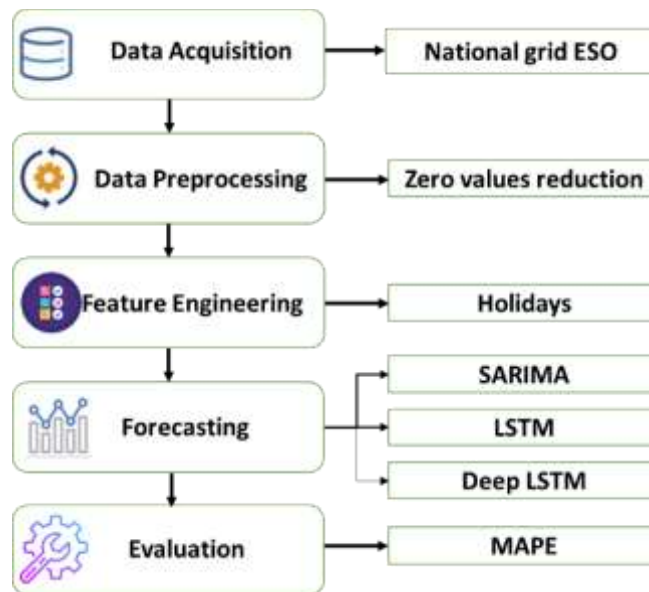 Data Acquisition
National grid ESO
Data Preprocessing
Zero values reduction
Feature Engineering
Holidays
SARIMA
Forecasting
LSTM
Deep LSTM
Evaluation
MAPE